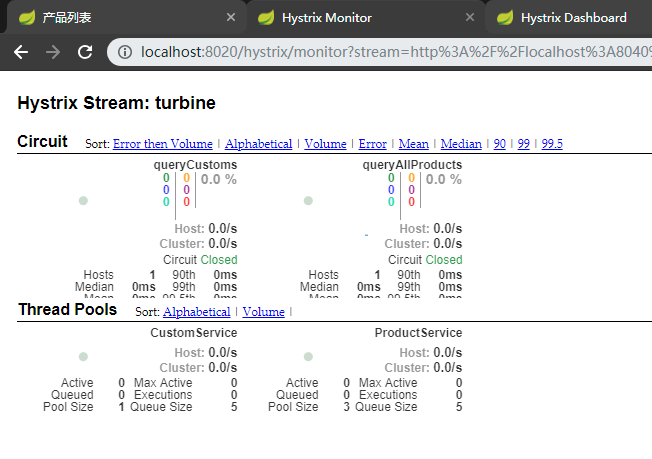 产品列表 Hystrix Monitor Hystrix Dashboard
localhost:8020/hystrix/monitor?stream=http%3A%2F%2Flocalhost%3A8040%
Hystrix Stream: turbine
Circuit Sort: Error then Volume | Alphabetical | Volume | Error | Mean | Median | 90 | 99 | 99.5
queryCustoms queryAllProducts
0 0 0.0 % 0 0 0.0 %
0 0 0 0
0 0 0 0
Host: 0.0/s Host: 0.0/s
Cluster: 0.0/s Cluster: 0.0/s
Circuit Closed Circuit Closed
Hosts 1 90th 0ms Hosts 1 90th 0ms
Median 0ms 99th 0ms Median 0ms 99th 0ms
Mean 0ms 99.5th 0ms Mean 0ms 99.5th 0ms
Thread Pools Sort: Alphabetical | Volume |
CustomService ProductService
Host: 0.0/s Host: 0.0/s
Cluster: 0.0/s Cluster: 0.0/s
Active 0 Max Active 0 Active 0 Max Active 0
Queued 0 Executions 0 Queued 0 Executions 0
Pool Size 1 Queue Size 5 Pool Size 3 Queue Size 5